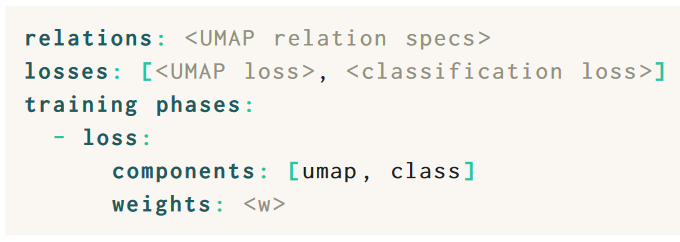 relations: <UMAP relation specs>
losses: [<UMAP loss>, <classification loss>]
training phases:
- loss:
components: [umap, class]
weights: <w>